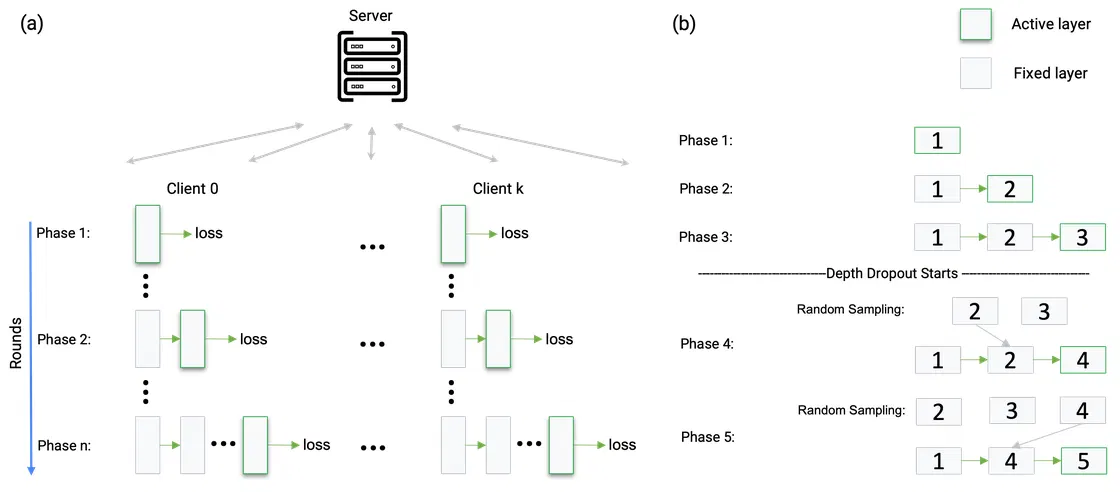 (a)
Server
Client 0
Client k
Rounds
Phase 1:
loss
loss
Phase 2:
loss
loss
Phase n:
loss
loss
(b)
Active layer
Fixed layer
Phase 1:
1
Phase 2:
1 2
Phase 3:
1 2 3
Depth Dropout Starts
Random Sampling:
2 3
Phase 4:
1 2 4
Random Sampling:
2 3 4
Phase 5:
1 4 5